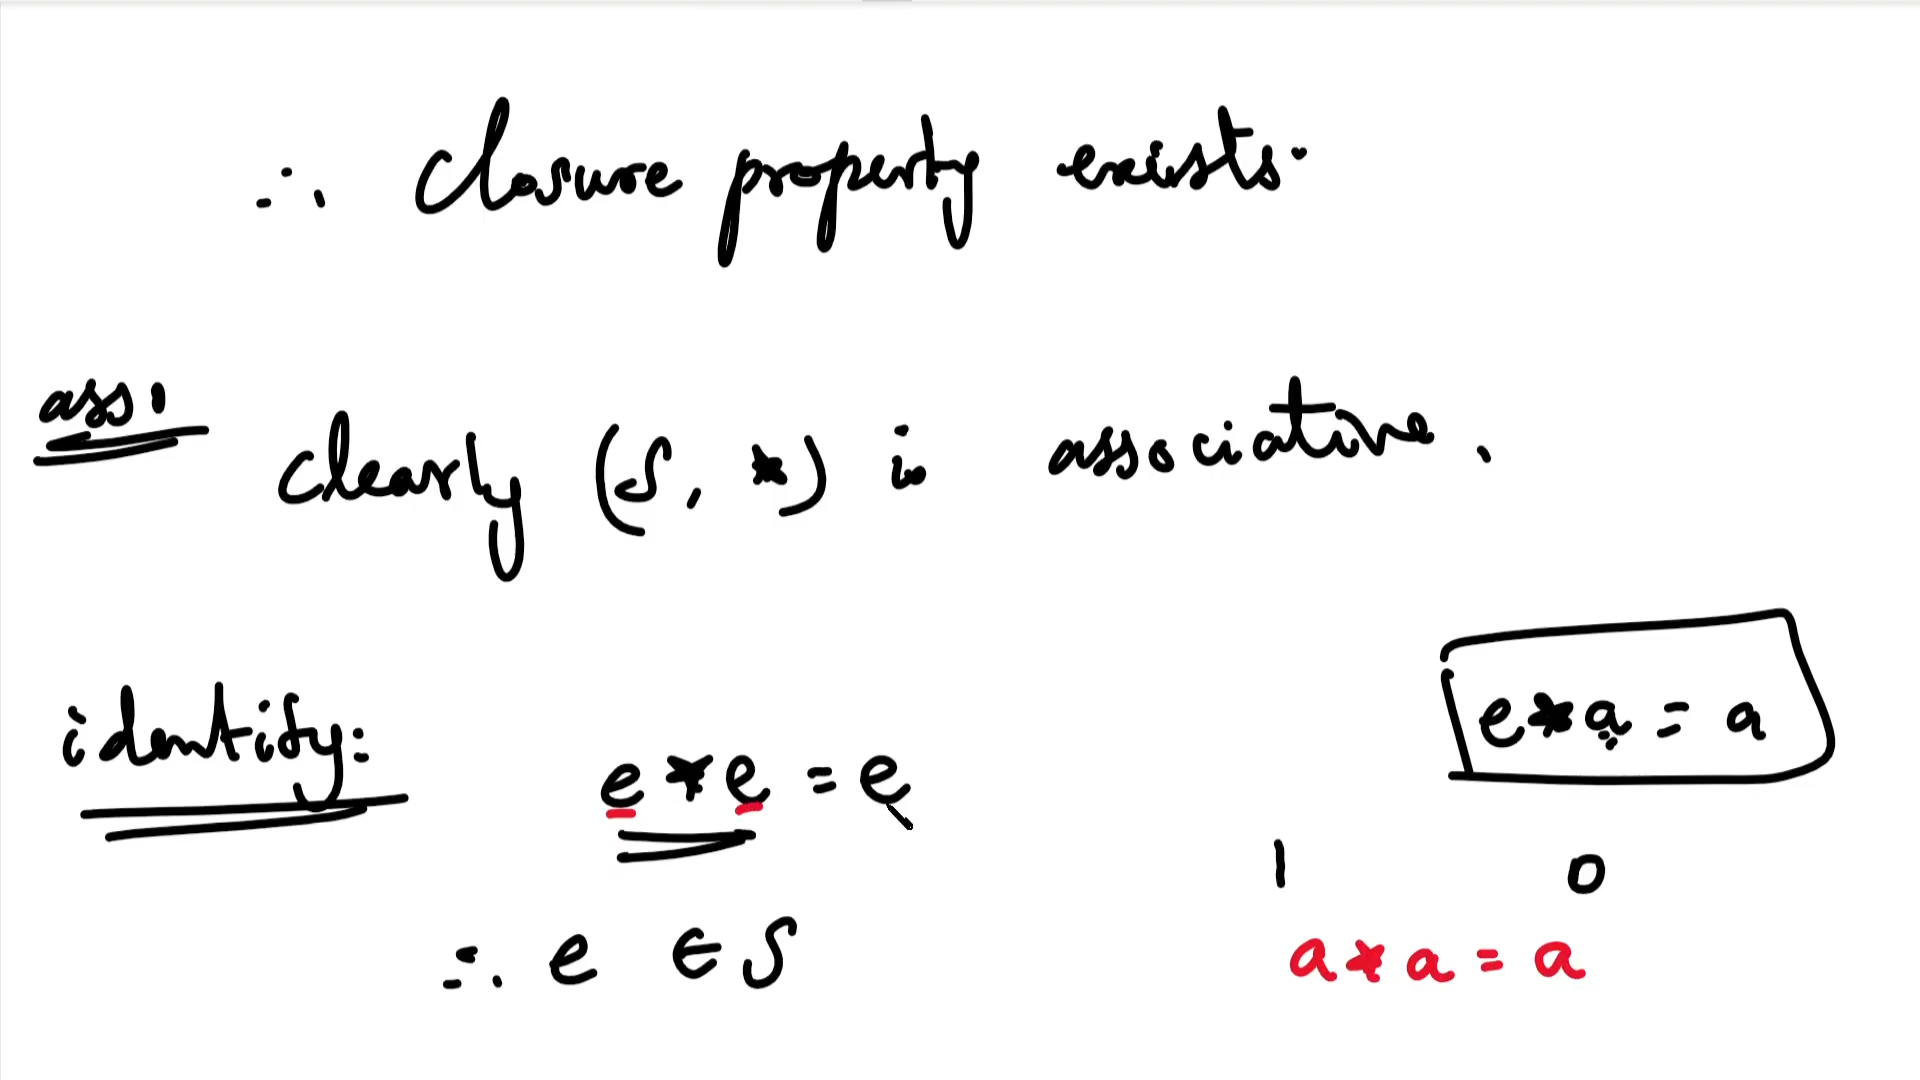 ∴ closure property exists.
ass:
clearly (S, *) is associative.
identity:
e * e = e
e * a = a
1 0
∴ e ∈ S
a * a = a